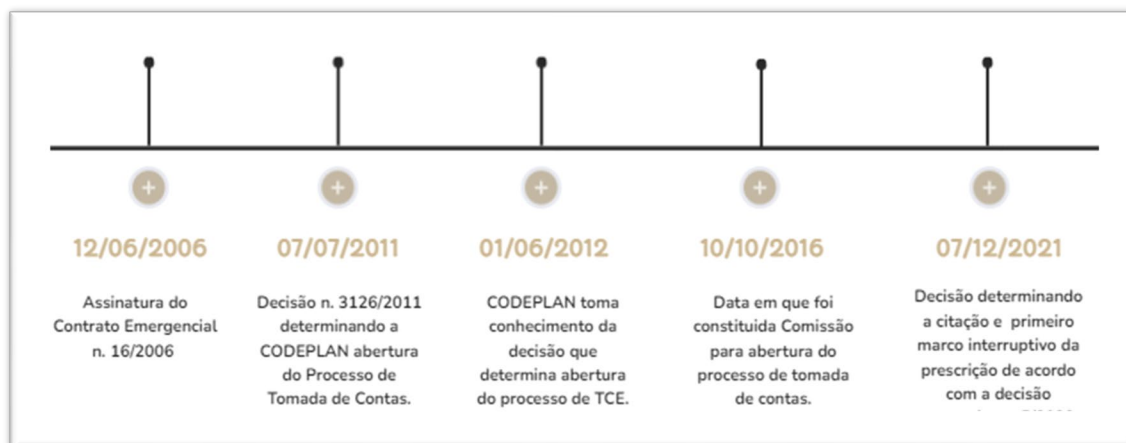 12/06/2006
Assinatura do
Contrato Emergencial
n. 16/2006
07/07/2011
Decisão n. 3126/2011
determinando a
CODEPLAN abertura
do Processo de
Tomada de Contas.
01/06/2012
CODEPLAN toma
conhecimento da
decisão que
determina abertura
do processo de TCE.
10/10/2016
Data em que foi
constituida Comissão
para abertura do
processo de tomada
de contas.
07/12/2021
Decisão determinando
a citação e primeiro
marco interruptivo da
prescrição de acordo
com a decisão